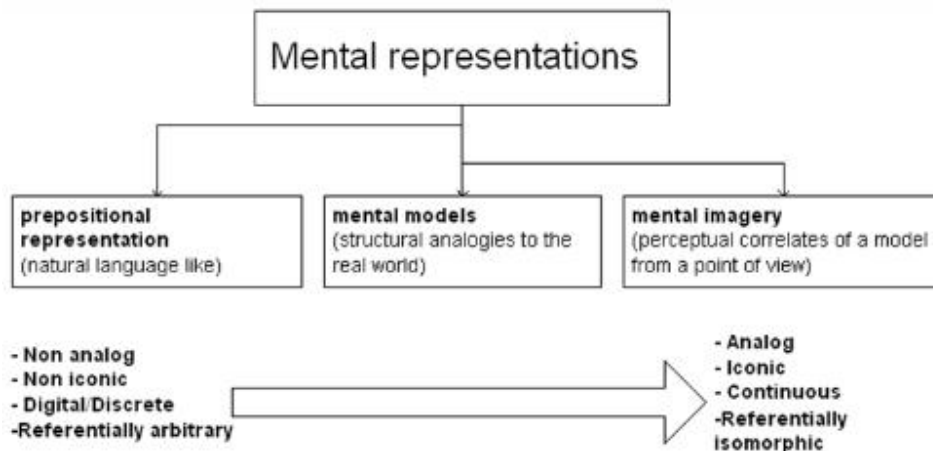 Mental representations
prepositional
representation
(natural language like)
mental models
(structural analogies to the
real world)
mental imagery
(perceptual correlates of a model
from a point of view)
- Non analog
- Non iconic
- Digital/Discrete
-Referentially arbitrary
- Analog
- Iconic
- Continuous
-Referentially
isomorphic